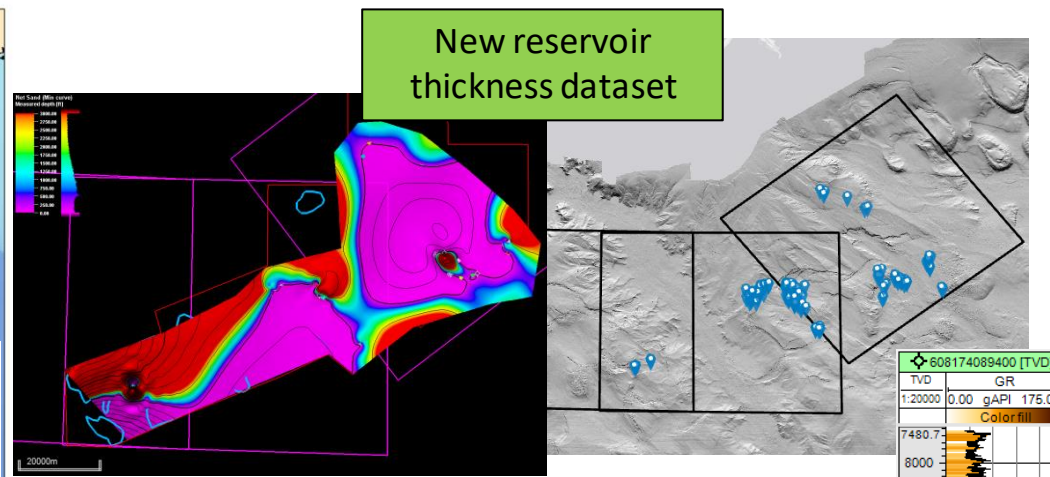 New reservoir
thickness dataset
Net Sand (Min curve)
Measured depth [ft]
3000.00
2750.00
2500.00
2250.00
2000.00
1750.00
1500.00
1250.00
1000.00
750.00
500.00
250.00
0.00
20000m
608174089400 [TVD
TVD
GR
1:20000
0.00 gAPI 175.0
Color fill
7480.7
8000